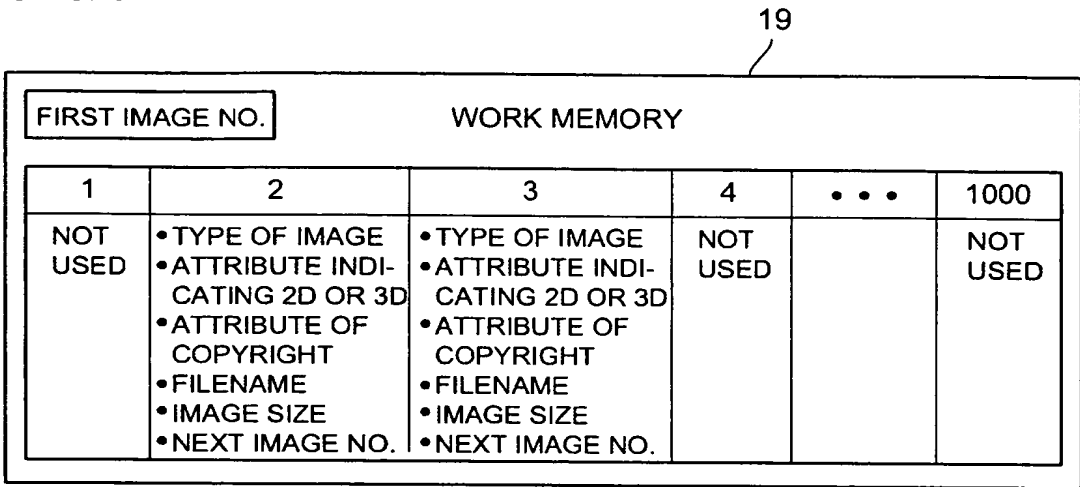 19
FIRST IMAGE NO.
WORK MEMORY
1
2
3
4
• • •
1000
NOT
USED
•TYPE OF IMAGE
•ATTRIBUTE INDI-
CATING 2D OR 3D
•ATTRIBUTE OF
COPYRIGHT
•FILENAME
•IMAGE SIZE
•NEXT IMAGE NO.
•TYPE OF IMAGE
•ATTRIBUTE INDI-
CATING 2D OR 3D
•ATTRIBUTE OF
COPYRIGHT
•FILENAME
•IMAGE SIZE
•NEXT IMAGE NO.
NOT
USED
NOT
USED